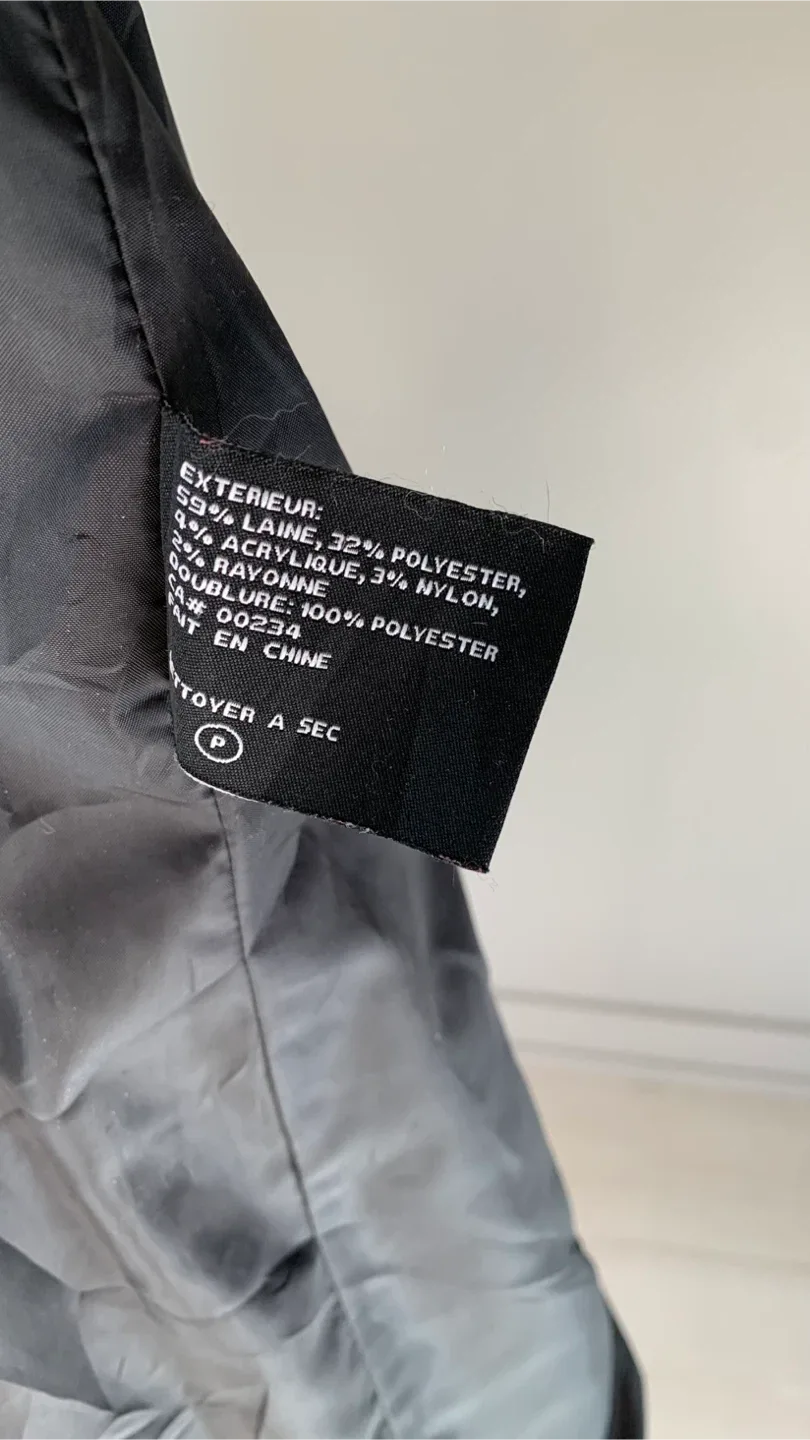 EXTERIEUR:
59% LAINE, 32% POLYESTER,
4% ACRYLIQUE, 3% NYLON,
2% RAYONNE
DOUBLURE: 100% POLYESTER
CA# 00234
FAIT EN CHINE
ETTOYER A SEC
P